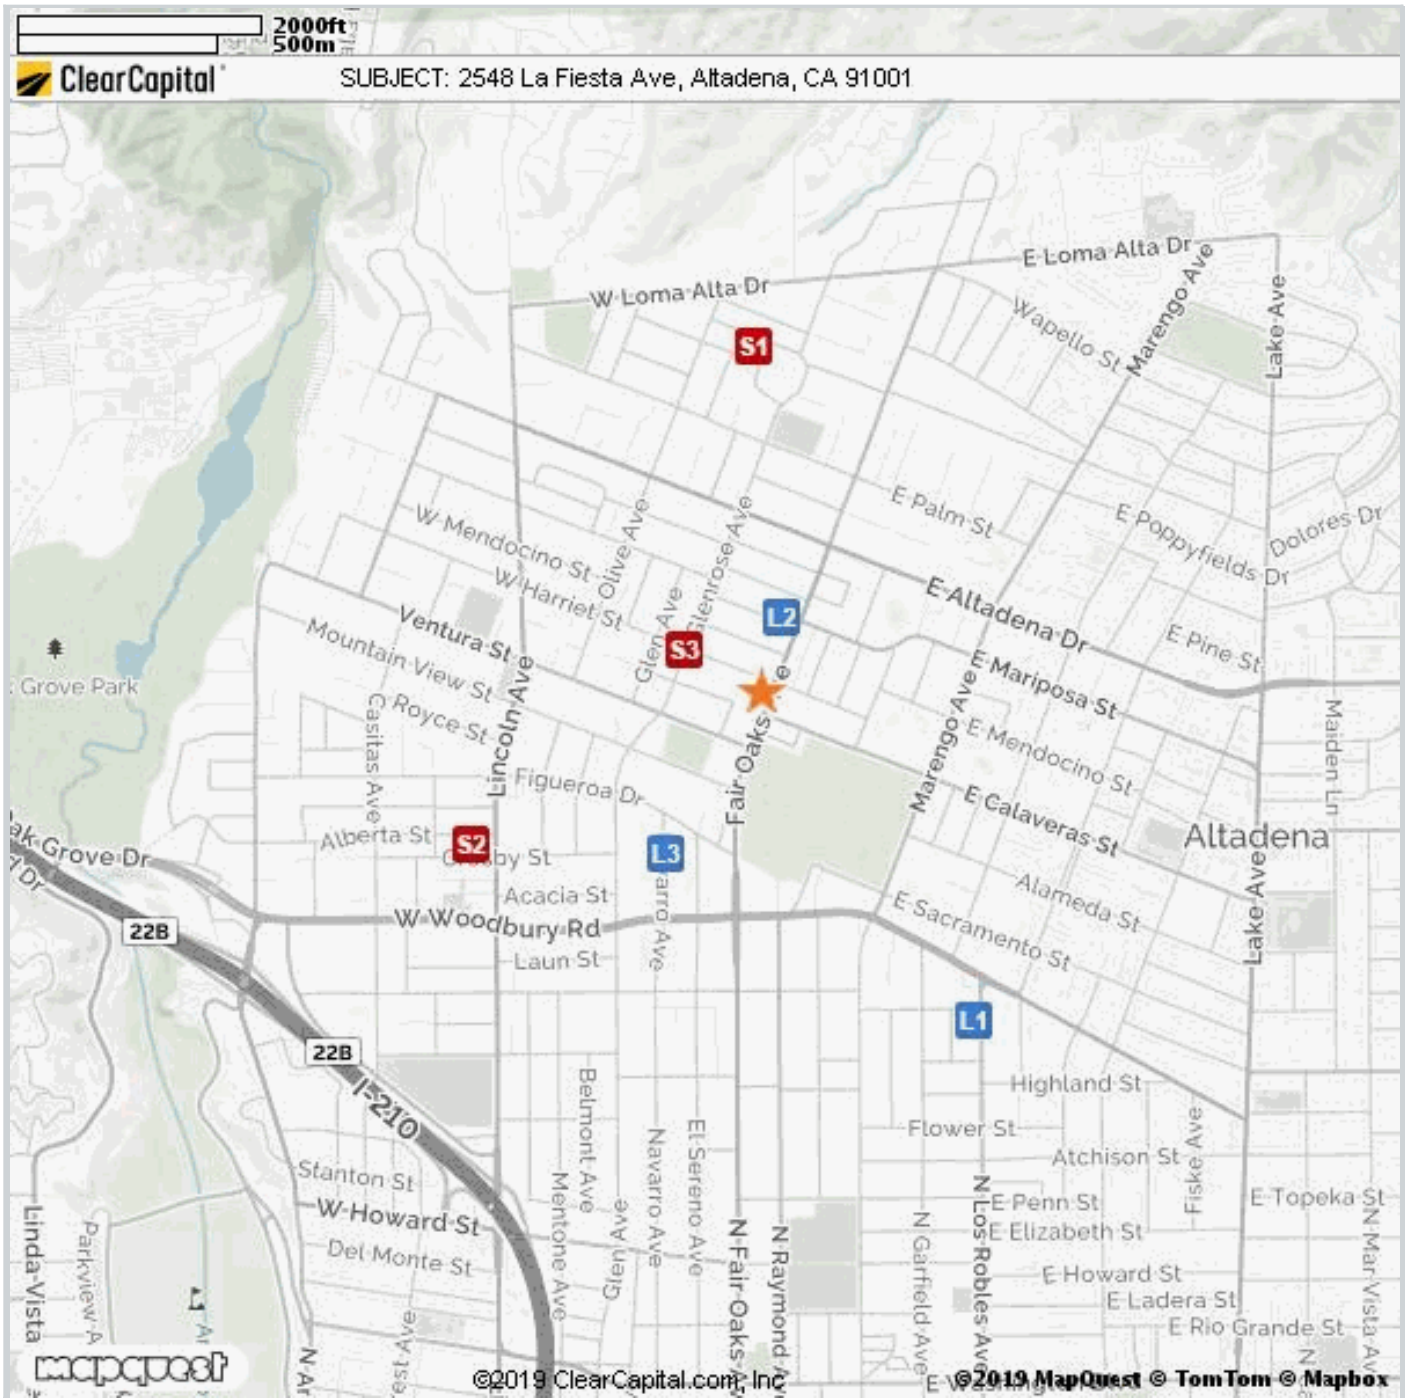 2000ft
500m
ClearCapital
SUBJECT: 2548 La Fiesta Ave, Altadena, CA 91001
E Loma Alta Dr
W Loma Alta Dr
Marengo Ave
Lake Ave
Wapello St
S1
E Palm St
E Poppyfields Dr
Dolores Dr
W Mendocino St
Olive Ave
Glenrose Ave
W Harriet St
Glen Ave
L2
E Altadena Dr
Ventura St
Mountain View St
S3
E Pine St
E Mariposa St
Grove Park
Casitas Ave
Royce St
Lincoln Ave
Fair Oaks
Marengo Ave
E Mendocino St
Maiden Ln
Figueroa Dr
E Calaveras St
Alberta St
S2
St
L3
Altadena
Oak Grove Dr
Dr
Acacia St
Alameda St
22B
W Woodbury Rd
E Sacramento St
Lake Ave
Laun St
L1
22B
I-210
Highland St
Belmont Ave
Flower St
Fiske Ave
Navarro Ave
El Sereno Ave
Atchison St
Stanton St
W Howard St
Mentone Ave
Glen Ave
E Penn St
E Topeka St
E Elizabeth St
Linda Vista
Parkview A
Del Monte St
N Fair Oaks
N Raymond
N Garfield Ave
N Los Robles Ave
N Mar Vista Av
E Howard St
E Ladera St
E Rio Grande St
mapquest
©2019 ClearCapital.com, Inc
©2019 MapQuest © TomTom © Mapbox